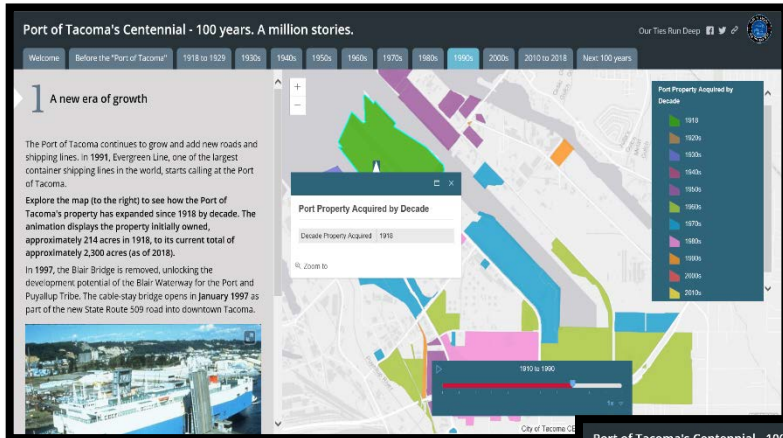 Port of Tacoma's Centennial - 100 years. A million stories.
Our Ties Run Deep
Welcome
Before the "Port of Tacoma"
1918 to 1929
1930s
1940s
1950s
1960s
1970s
1980s
1990s
2000s
2010 to 2018
Next 100 years
1 A new era of growth
The Port of Tacoma continues to grow and add new roads and
shipping lines. In 1991, Evergreen Line, one of the largest
container shipping lines in the world, starts calling at the Port
of Tacoma.
Explore the map (to the right) to see how the Port of
Tacoma's property has expanded since 1918 by decade. The
animation displays the property initially owned,
approximately 214 acres in 1918, to its current total of
approximately 2,300 acres (as of 2018).
In 1997, the Blair Bridge is removed, unlocking the
development potential of the Blair Waterway for the Port and
Puyallup Tribe. The cable-stay bridge opens in January 1997 as
part of the new State Route 509 road into downtown Tacoma.
+
−
Port Property Acquired by Decade
Decade Property Acquired 1918
Zoom to
Port Property Acquired by
Decade
1918
1920s
1930s
1940s
1950s
1960s
1970s
1980s
1990s
2000s
2010s
1910 to 1990
City of Tacoma
Port of Tacoma's Centennial - 10